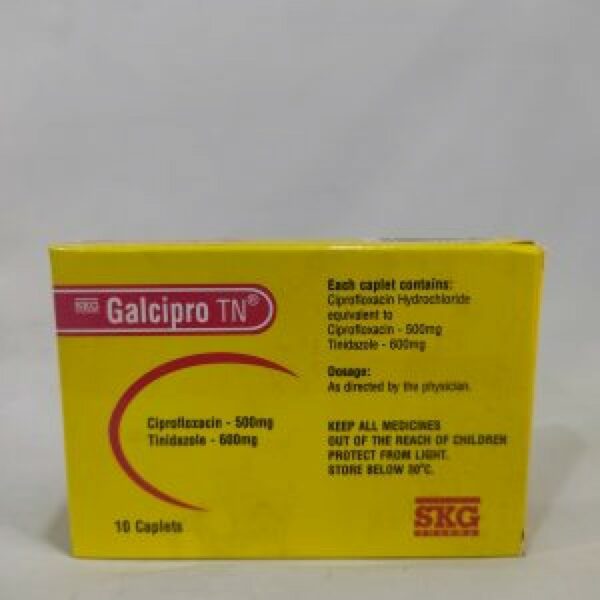 SKG Galcipro TN®
Ciprofloxacin - 500mg
Tinidazole - 600mg
10 Caplets
Each caplet contains:
Ciprofloxacin Hydrochloride
equivalent to
Ciprofloxacin - 500mg
Tinidazole - 600mg
Dosage:
As directed by the physician.
KEEP ALL MEDICINES
OUT OF THE REACH OF CHILDREN
PROTECT FROM LIGHT.
STORE BELOW 30°C.
SKG
PHARMA